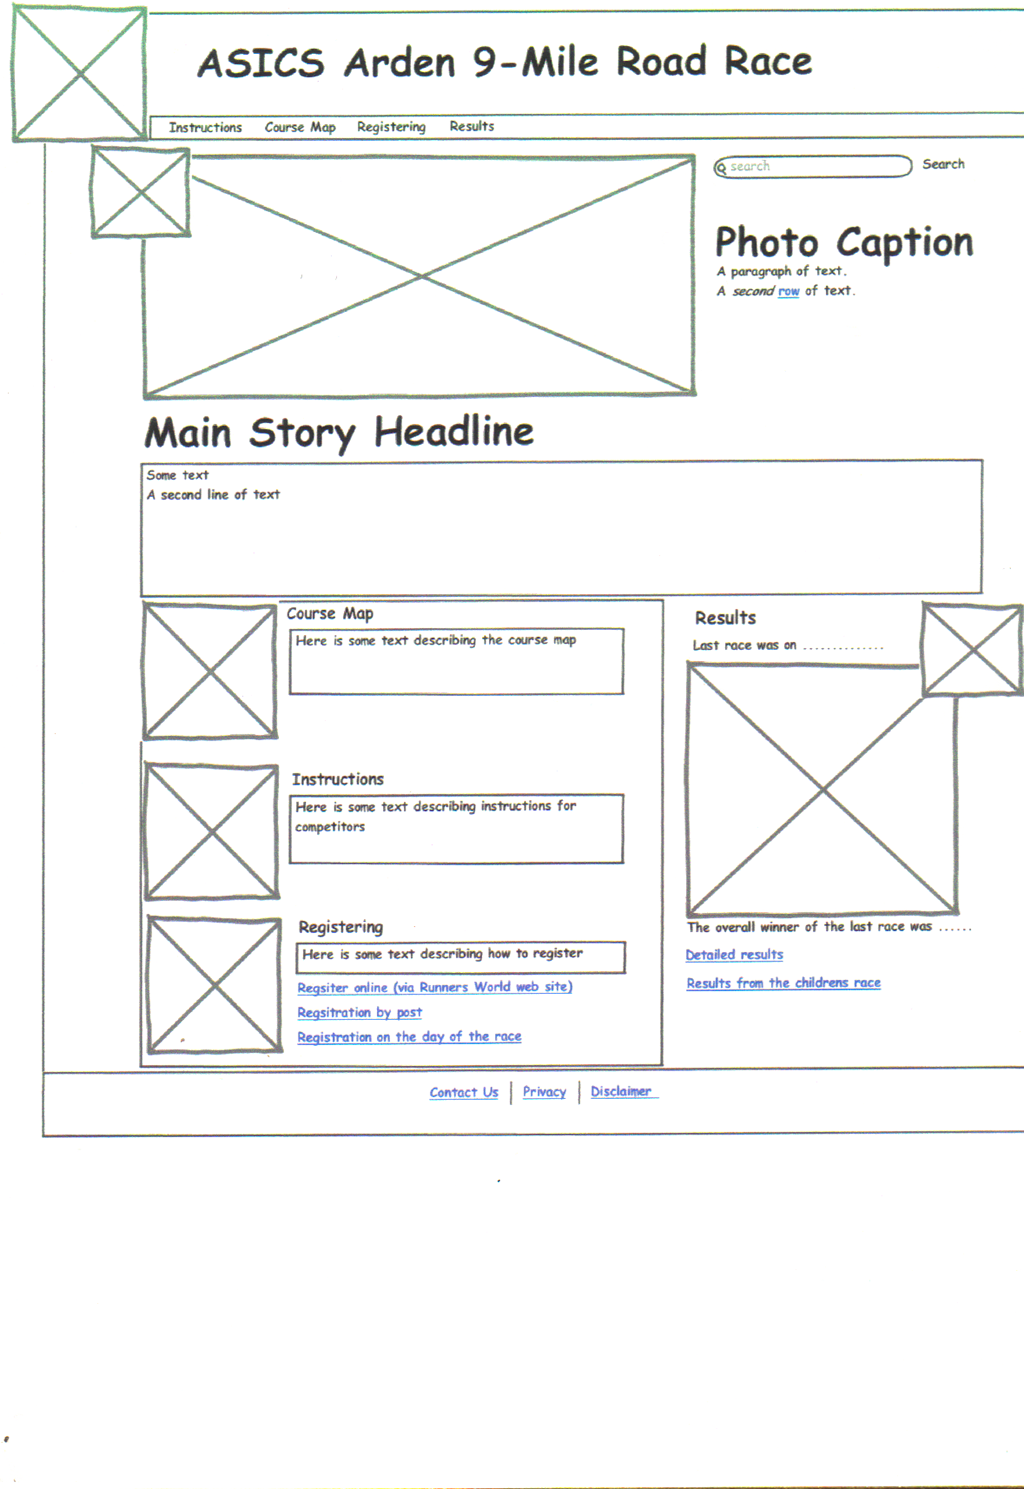 ASICS Arden 9-Mile Road Race
Instructions Course Map Registering Results
search Search
Photo Caption
A paragraph of text.
A second row of text.
Main Story Headline
Some text
A second line of text
Course Map
Here is some text describing the course map
Instructions
Here is some text describing instructions for
competitors
Registering
Here is some text describing how to register
Regsiter online (via Runners World web site)
Regsitration by post
Registration on the day of the race
Results
Last race was on ..............
The overall winner of the last race was ......
Detailed results
Results from the childrens race
Contact Us | Privacy | Disclaimer